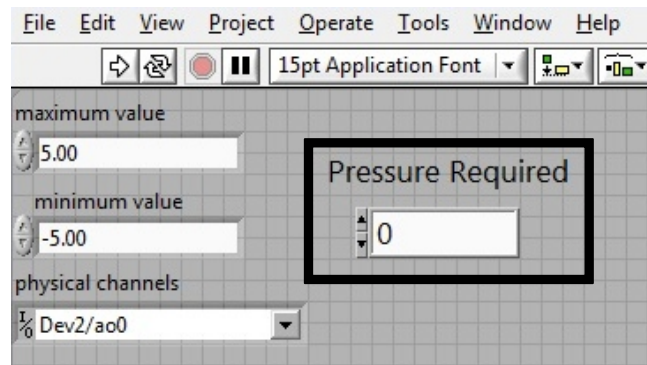 File Edit View Project Operate Tools Window Help
15pt Application Font
maximum value
5.00
minimum value
-5.00
physical channels
I/O Dev2/ao0
Pressure Required
0